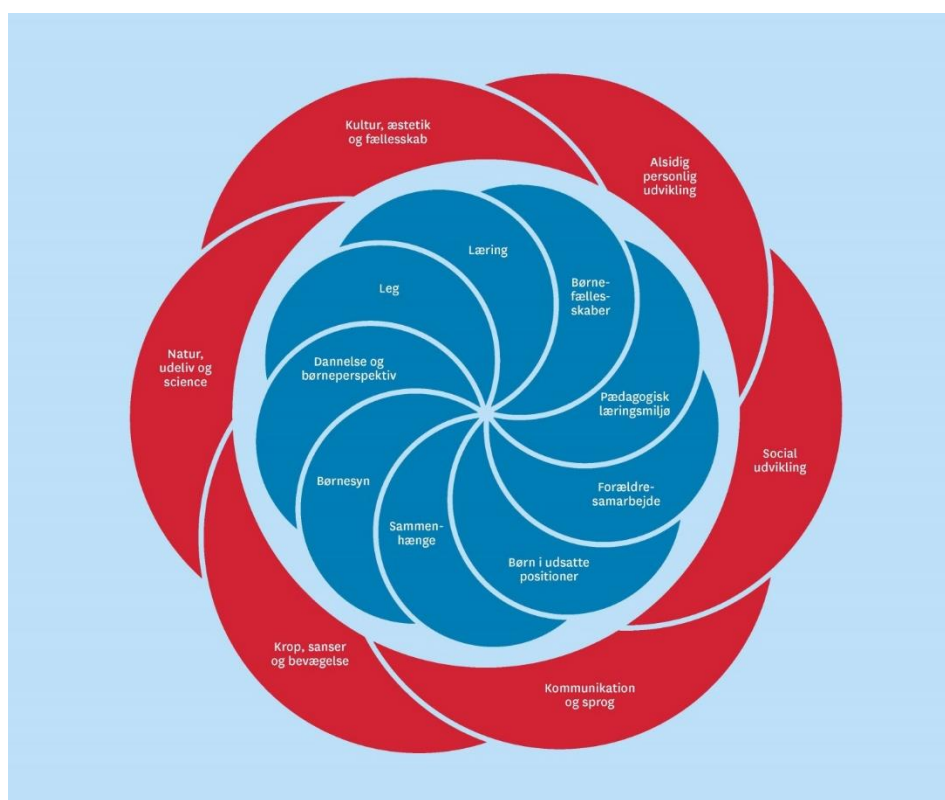 Kultur, æstetik
og fællesskab
Alsidig
personlig
udvikling
Social
udvikling
Kommunikation
og sprog
Krop, sanser
og bevægelse
Natur,
udeliv og
science
Læring
Børne-
fælles-
skaber
Pædagogisk
læringsmiljø
Forældre-
samarbejde
Børn i udsatte
positioner
Sammen-
hænge
Børnesyn
Dannelse og
børneperspektiv
Leg